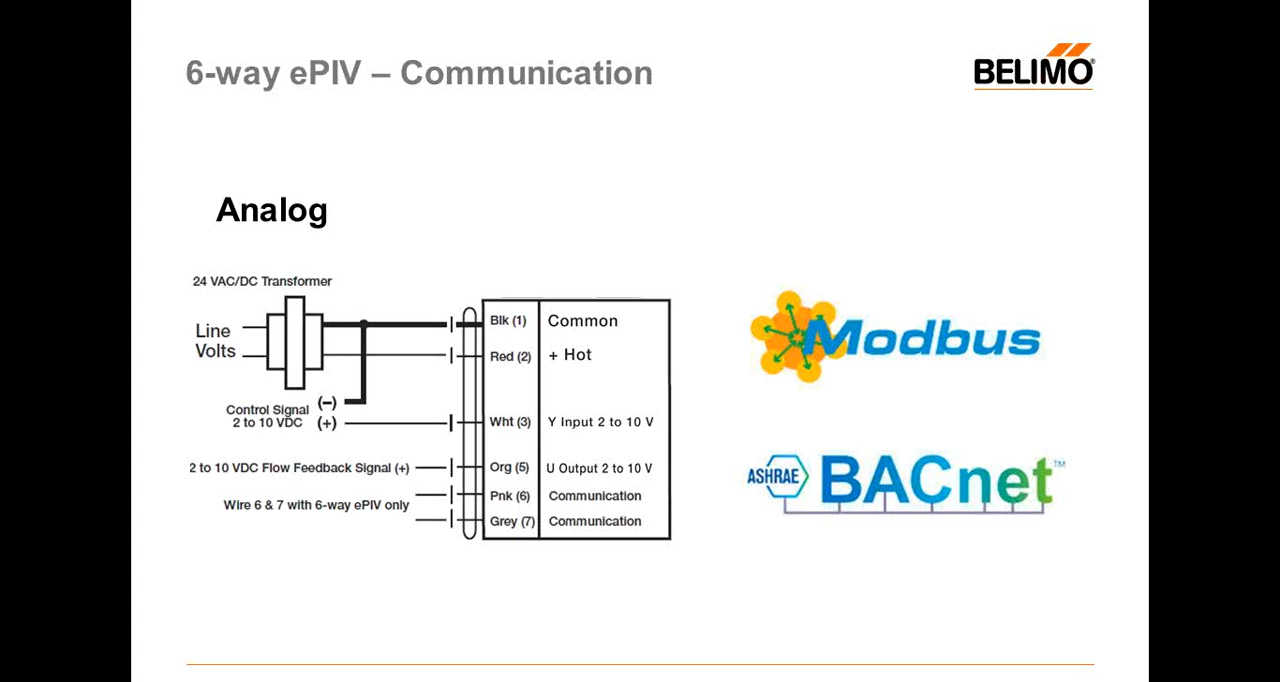 6-way ePIV – Communication
BELIMO®
Analog
24 VAC/DC Transformer
Line
Volts
Control Signal (–)
2 to 10 VDC (+)
2 to 10 VDC Flow Feedback Signal (+)
Wire 6 & 7 with 6-way ePIV only
Blk (1) Common
Red (2) + Hot
Wht (3) Y Input 2 to 10 V
Org (5) U Output 2 to 10 V
Pnk (6) Communication
Grey (7) Communication
Modbus
ASHRAE BACnet™